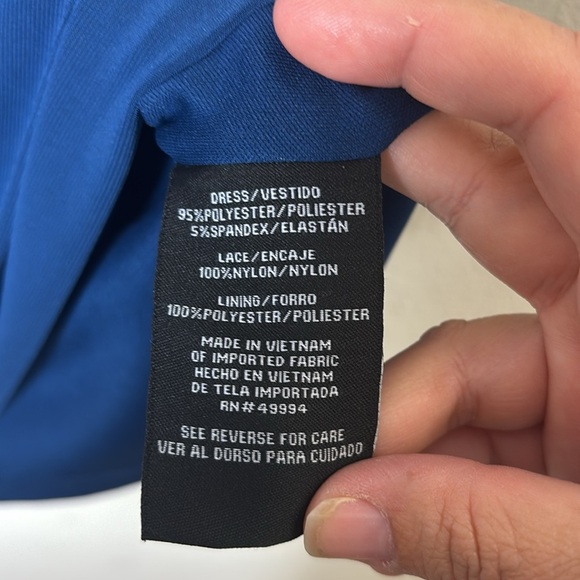 DRESS/VESTIDO
95%POLYESTER/POLIESTER
5%SPANDEX/ELASTÁN
LACE/ENCAJE
100%NYLON/NYLON
LINING/FORRO
100%POLYESTER/POLIESTER
MADE IN VIETNAM
OF IMPORTED FABRIC
HECHO EN VIETNAM
DE TELA IMPORTADA
RN#49994
SEE REVERSE FOR CARE
VER AL DORSO PARA CUIDADO